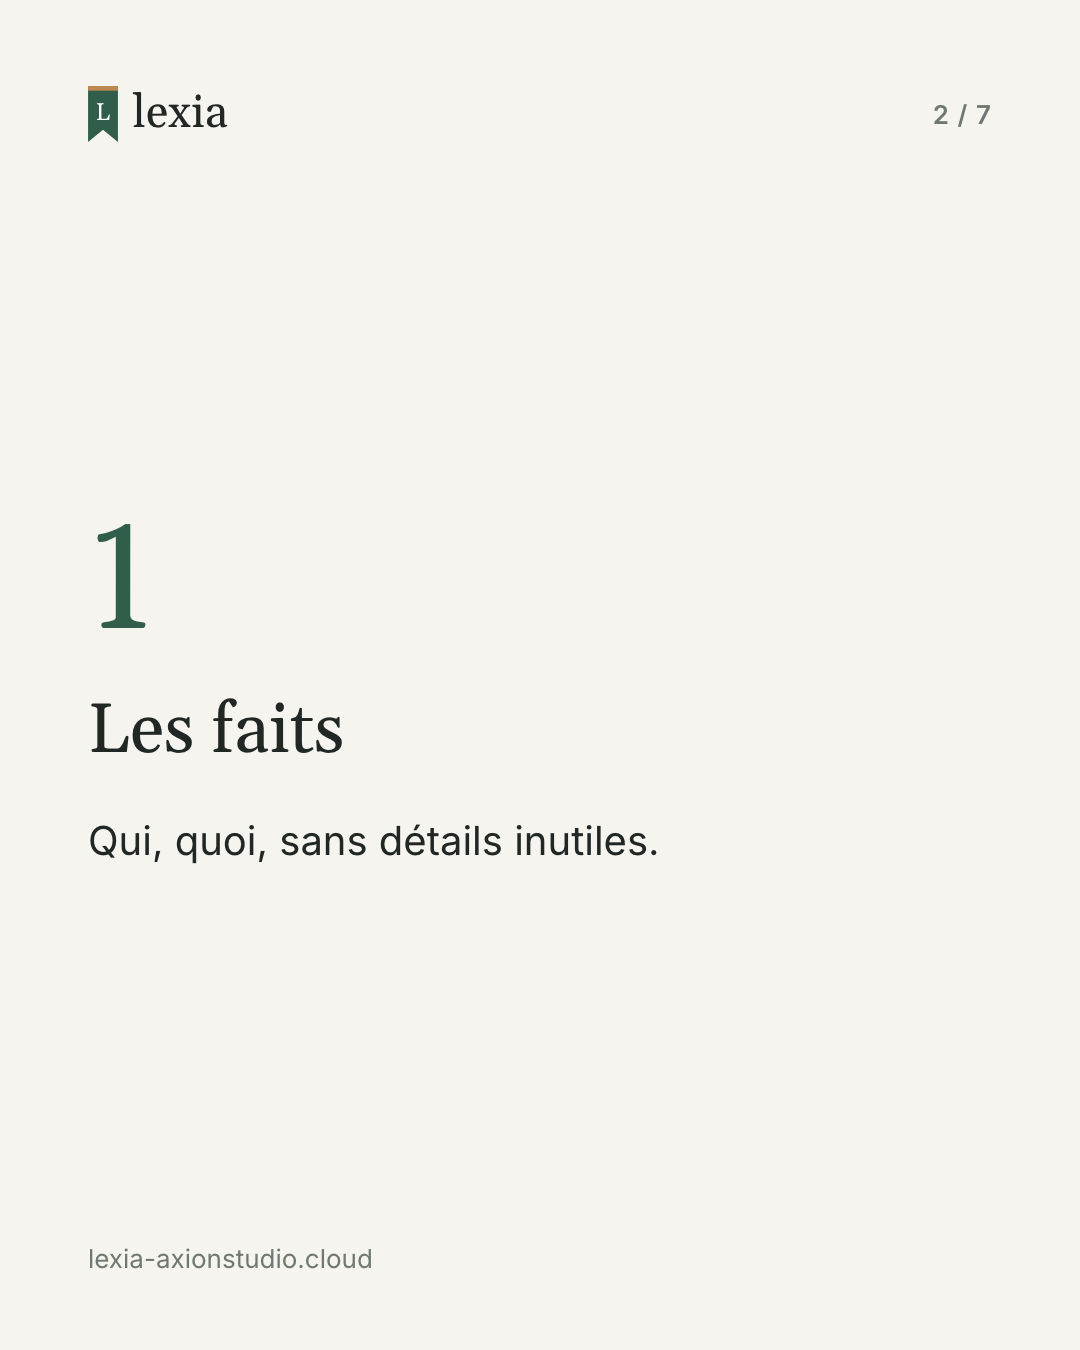 L lexia
2 / 7
1
Les faits
Qui, quoi, sans détails inutiles.
lexia-axionstudio.cloud